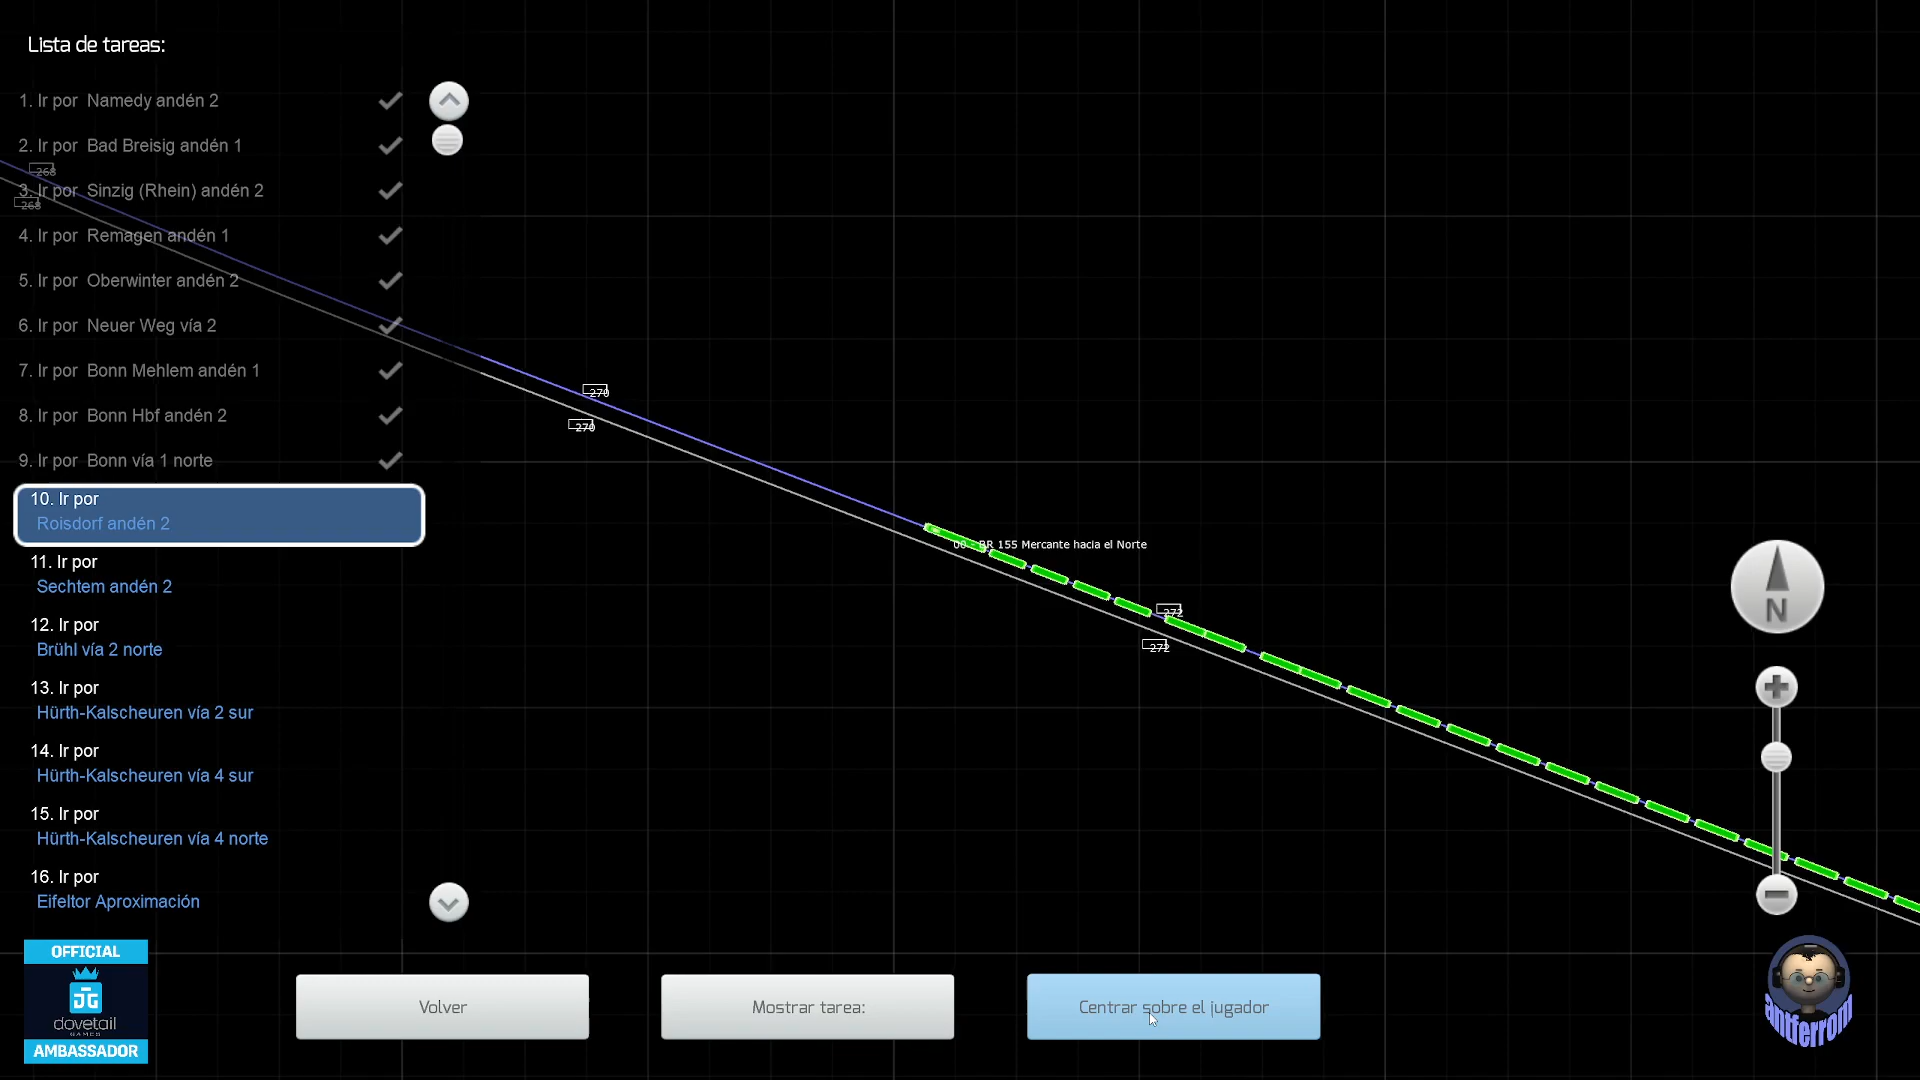 Lista de tareas:
1. Ir por Namedy andén 2
2. Ir por Bad Breisig andén 1
268
3. Ir por Sinzig (Rhein) andén 2
268
4. Ir por Remagen andén 1
5. Ir por Oberwinter andén 2
6. Ir por Neuer Weg vía 2
7. Ir por Bonn Mehlem andén 1
270
8. Ir por Bonn Hbf andén 2
270
9. Ir por Bonn vía 1 norte
10. Ir por
Roisdorf andén 2
00 - BR 155 Mercante hacia el Norte
11. Ir por
Sechtem andén 2
272
12. Ir por
Brühl vía 2 norte
272
13. Ir por
Hürth-Kalscheuren vía 2 sur
14. Ir por
Hürth-Kalscheuren vía 4 sur
15. Ir por
Hürth-Kalscheuren vía 4 norte
16. Ir por
Eifeltor Aproximación
N
OFFICIAL
dovetail
GAMES
AMBASSADOR
Volver
Mostrar tarea:
Centrar sobre el jugador
antferrom